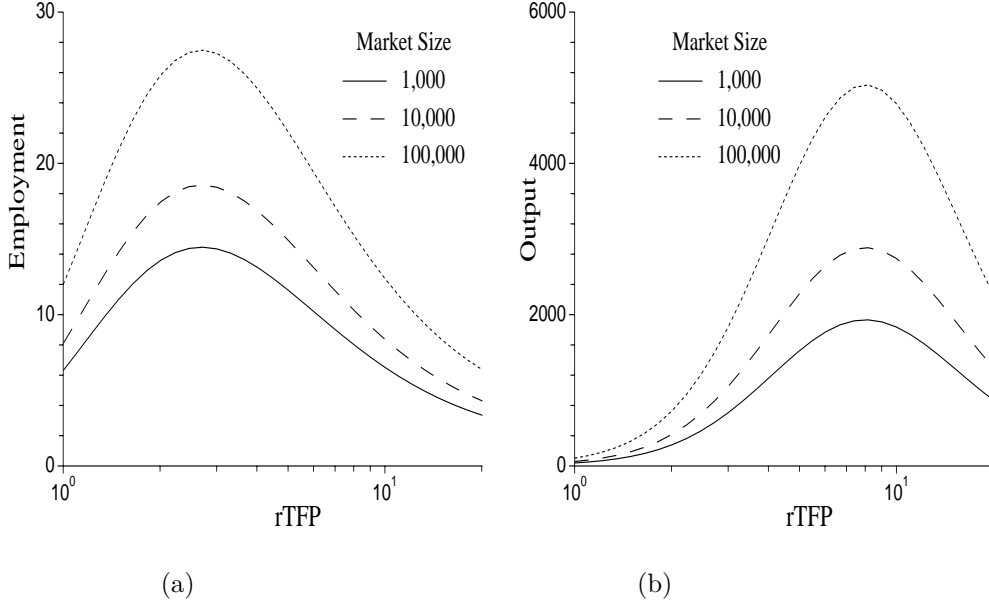 30
20
10
0
Employment
10⁰
10¹
rTFP
Market Size
1,000
10,000
100,000
(a)
6000
4000
2000
0
Output
10⁰
10¹
rTFP
Market Size
1,000
10,000
100,000
(b)